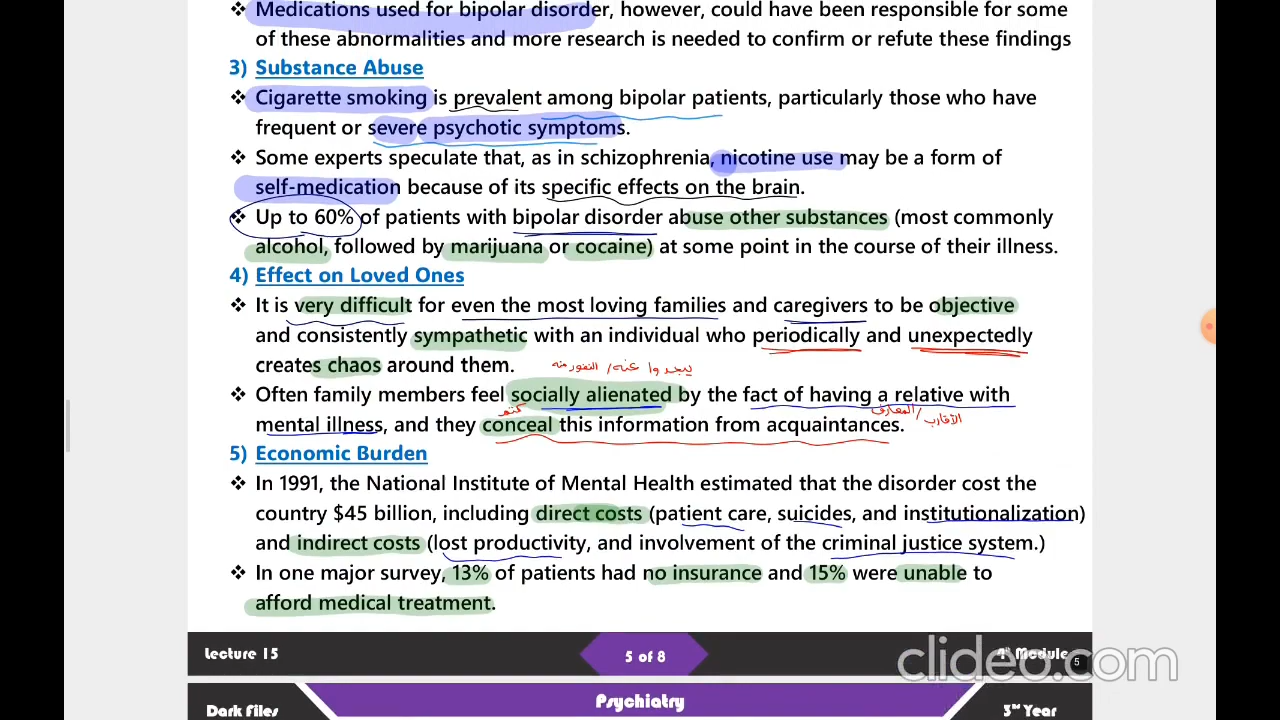 ❖ Medications used for bipolar disorder, however, could have been responsible for some
of these abnormalities and more research is needed to confirm or refute these findings
3) Substance Abuse
❖ Cigarette smoking is prevalent among bipolar patients, particularly those who have
frequent or severe psychotic symptoms.
❖ Some experts speculate that, as in schizophrenia, nicotine use may be a form of
self-medication because of its specific effects on the brain.
❖ Up to 60% of patients with bipolar disorder abuse other substances (most commonly
alcohol, followed by marijuana or cocaine) at some point in the course of their illness.
4) Effect on Loved Ones
❖ It is very difficult for even the most loving families and caregivers to be objective
and consistently sympathetic with an individual who periodically and unexpectedly
creates chaos around them.
عنه/ النفور منه
❖ Often family members feel socially alienated by the fact of having a relative with
الأقارب/ المعارف
mental illness, and they conceal this information from acquaintances.
5) Economic Burden
❖ In 1991, the National Institute of Mental Health estimated that the disorder cost the
country $45 billion, including direct costs (patient care, suicides, and institutionalization)
and indirect costs (lost productivity, and involvement of the criminal justice system.)
❖ In one major survey, 13% of patients had no insurance and 15% were unable to
afford medical treatment.
Lecture 15
5 of 8
4th Module
5
clideo.com
Dark Files
Psychiatry
3rd Year